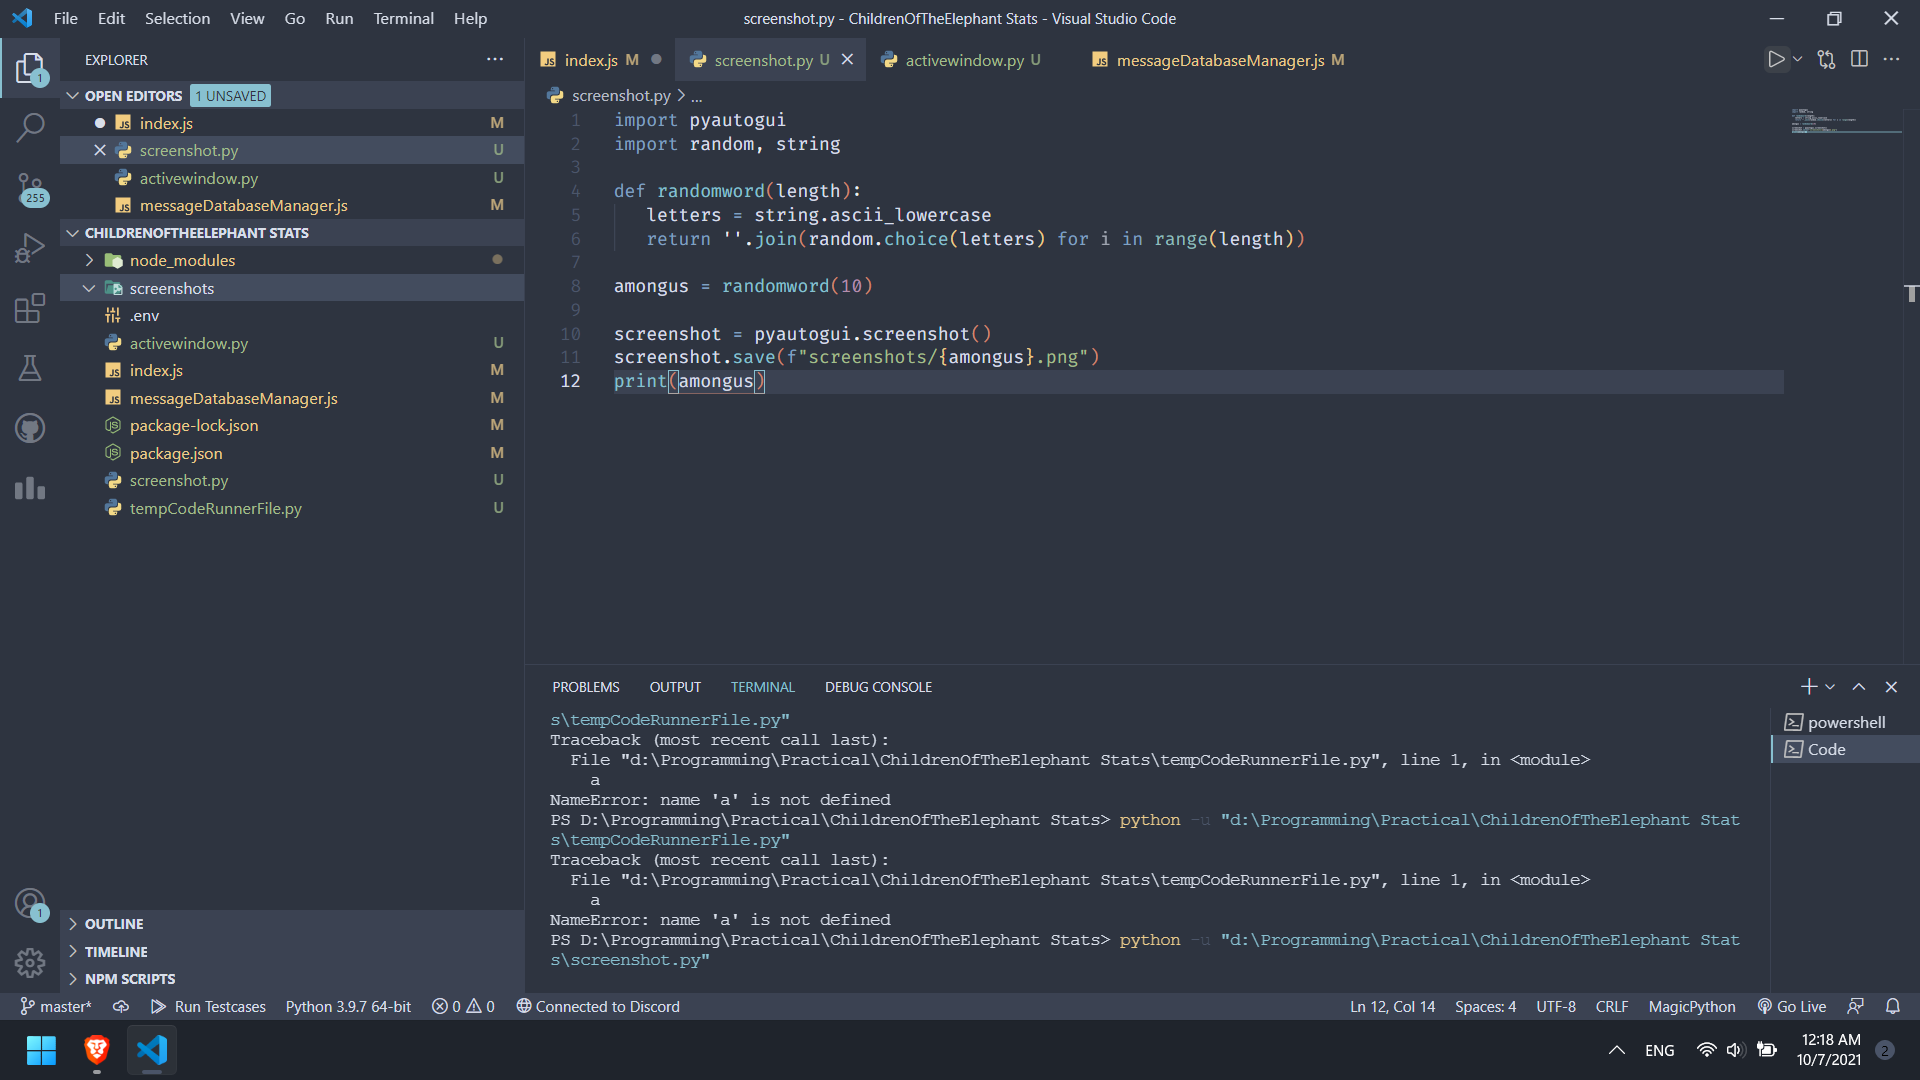 File Edit Selection View Go Run Terminal Help
screenshot.py - ChildrenOfTheElephant Stats - Visual Studio Code
EXPLORER
1
255
OPEN EDITORS 1 UNSAVED
index.js M
screenshot.py U
activewindow.py U
messageDatabaseManager.js M
CHILDRENOFTHEELEPHANT STATS
node_modules
screenshots
.env
activewindow.py U
index.js M
messageDatabaseManager.js M
package-lock.json M
package.json M
screenshot.py U
tempCodeRunnerFile.py U
1
OUTLINE
TIMELINE
NPM SCRIPTS
index.js M screenshot.py U activewindow.py U messageDatabaseManager.js M
screenshot.py > ...
1 import pyautogui
2 import random, string
3
4 def randomword(length):
5 letters = string.ascii_lowercase
6 return ''.join(random.choice(letters) for i in range(length))
7
8 amongus = randomword(10)
9
10 screenshot = pyautogui.screenshot()
11 screenshot.save(f"screenshots/{amongus}.png")
12 print(amongus)
PROBLEMS OUTPUT TERMINAL DEBUG CONSOLE
s\tempCodeRunnerFile.py"
Traceback (most recent call last):
File "d:\Programming\Practical\ChildrenOfTheElephant Stats\tempCodeRunnerFile.py", line 1, in <module>
a
NameError: name 'a' is not defined
PS D:\Programming\Practical\ChildrenOfTheElephant Stats> python -u "d:\Programming\Practical\ChildrenOfTheElephant Stat
s\tempCodeRunnerFile.py"
Traceback (most recent call last):
File "d:\Programming\Practical\ChildrenOfTheElephant Stats\tempCodeRunnerFile.py", line 1, in <module>
a
NameError: name 'a' is not defined
PS D:\Programming\Practical\ChildrenOfTheElephant Stats> python -u "d:\Programming\Practical\ChildrenOfTheElephant Stat
s\screenshot.py"
powershell
Code
master* Run Testcases Python 3.9.7 64-bit 0 0 Connected to Discord Ln 12, Col 14 Spaces: 4 UTF-8 CRLF MagicPython Go Live
ENG
12:18 AM
10/7/2021
2